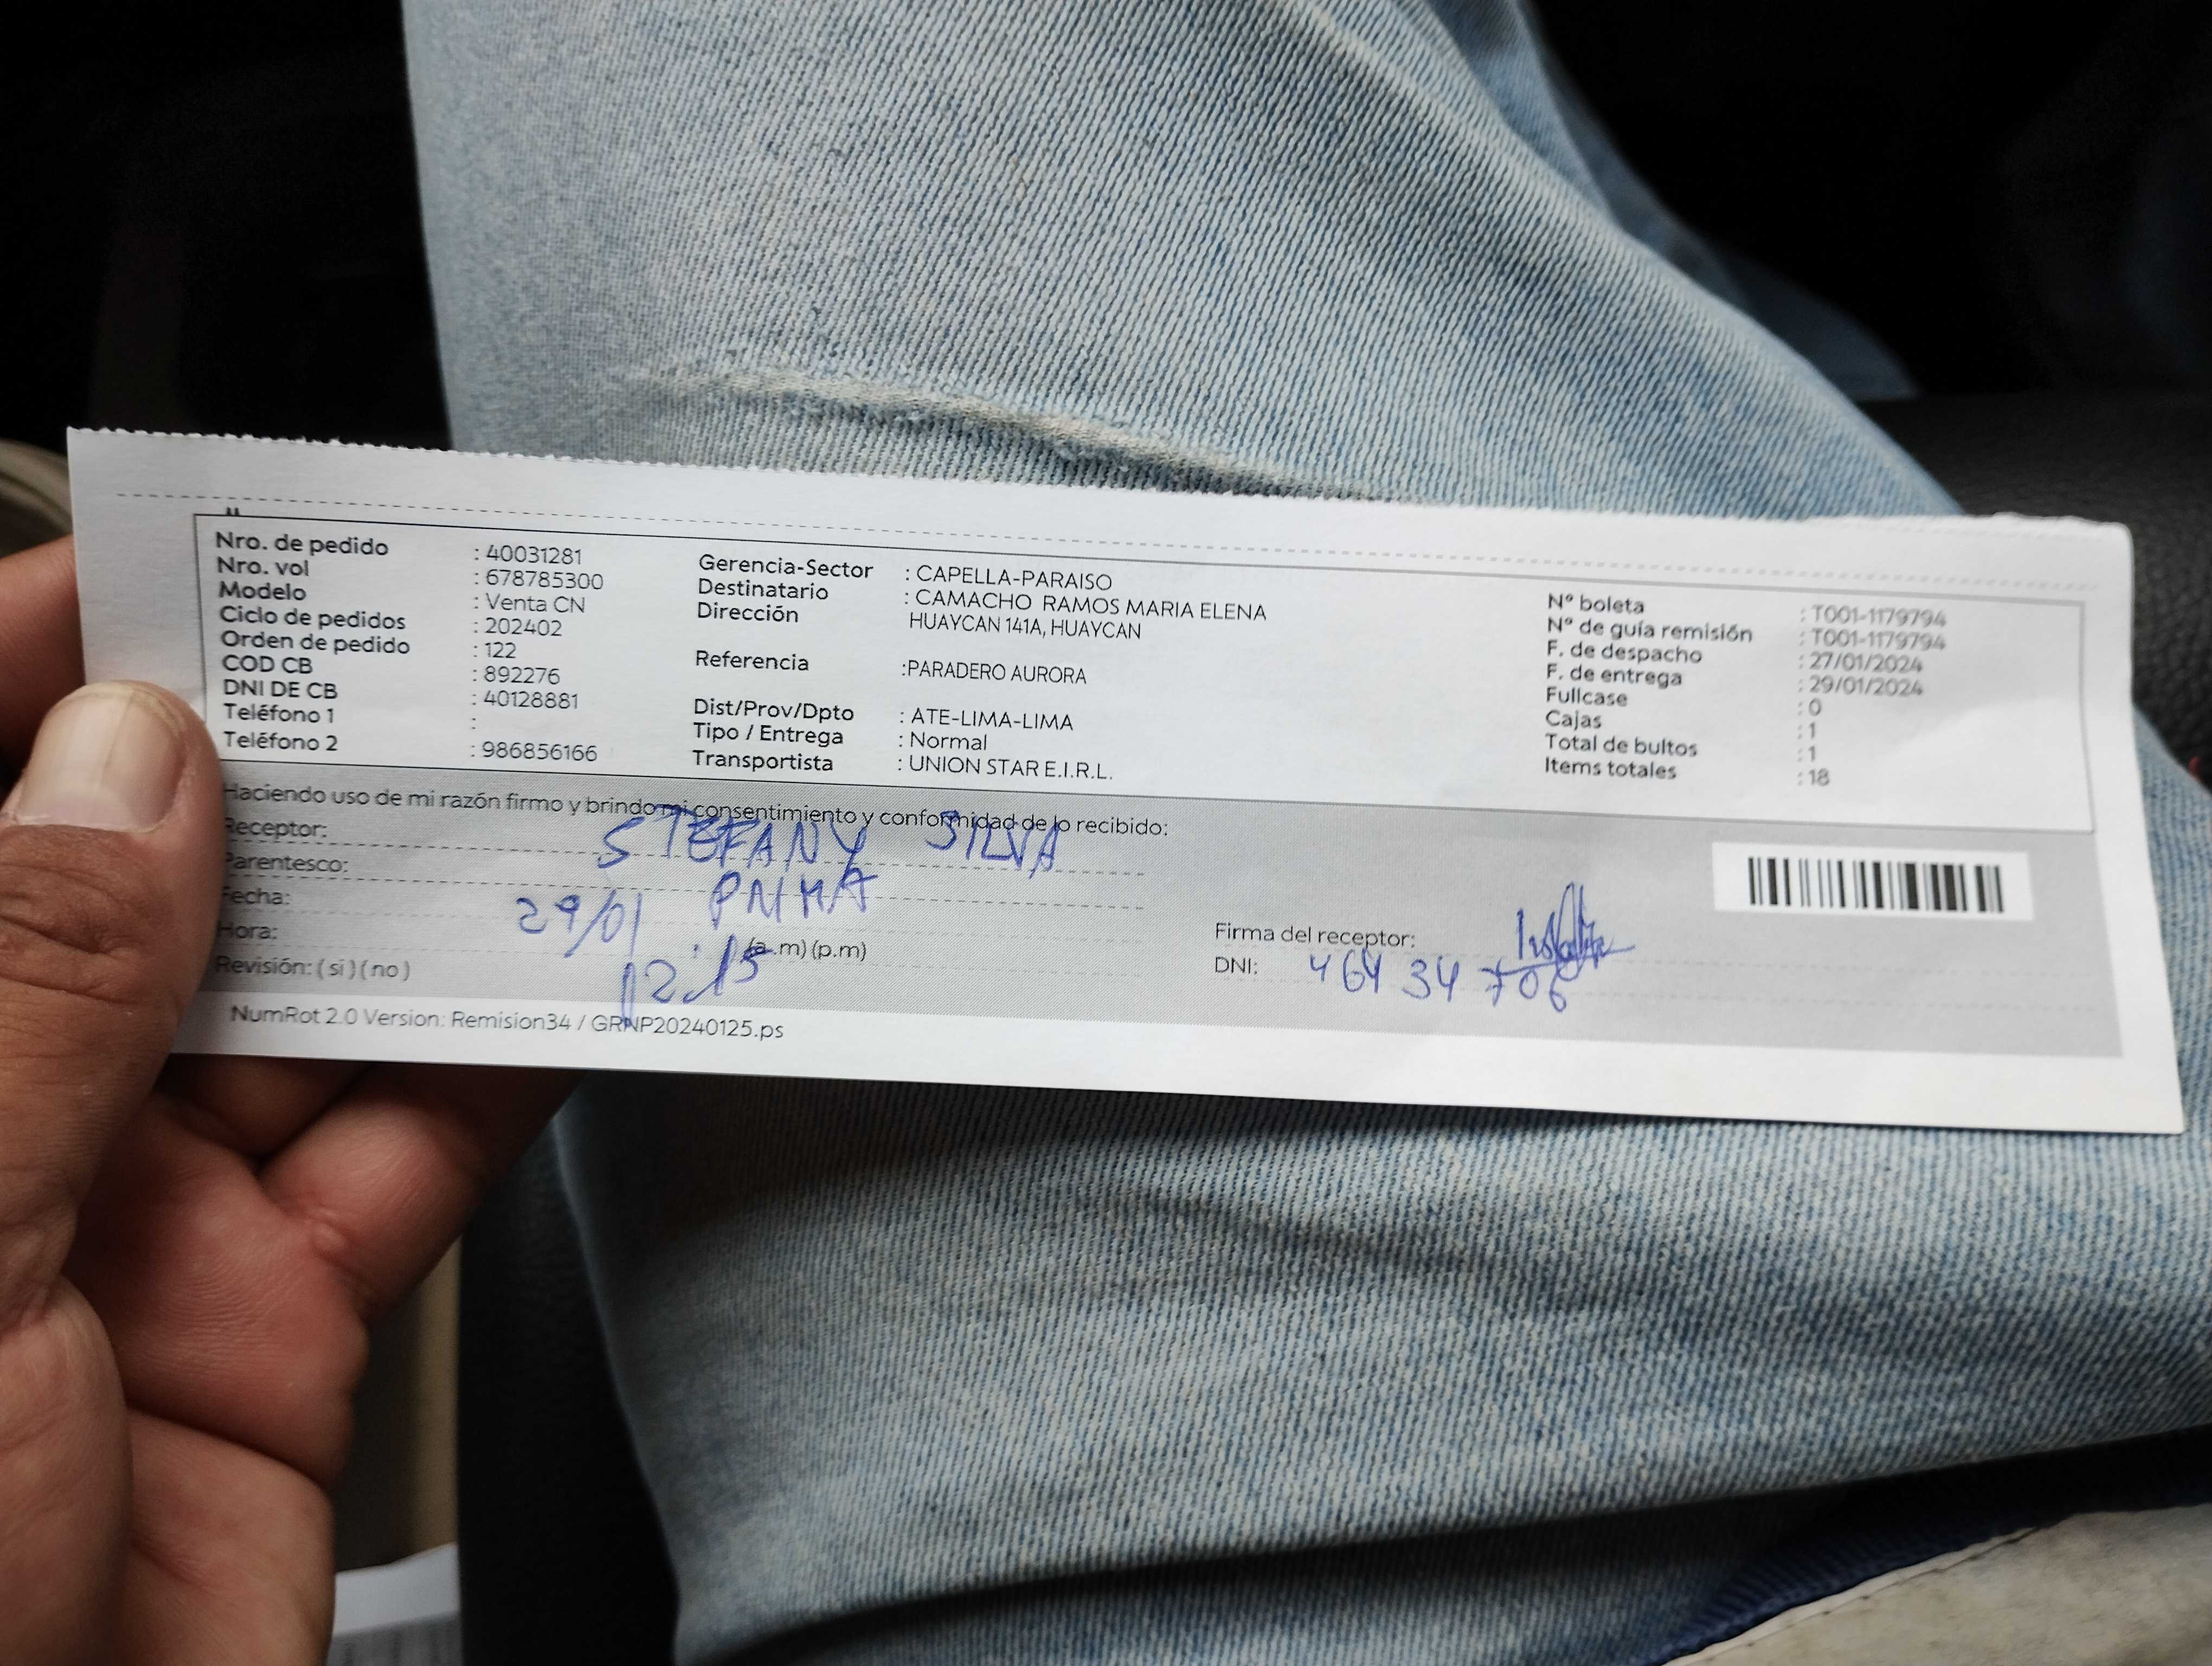 Nro. de pedido : 40031281
Nro. vol : 678785300
Modelo : Venta CN
Ciclo de pedidos : 202402
Orden de pedido : 122
COD CB : 892276
DNI DE CB : 40128881
Teléfono 1 :
Teléfono 2 : 986856166
Gerencia-Sector : CAPELLA-PARAISO
Destinatario : CAMACHO RAMOS MARIA ELENA
Dirección HUAYCAN 141A, HUAYCAN
Referencia :PARADERO AURORA
Dist/Prov/Dpto : ATE-LIMA-LIMA
Tipo / Entrega : Normal
Transportista : UNION STAR E.I.R.L.
Nº boleta : T001-1179794
Nº de guía remisión : T001-1179794
F. de despacho : 27/01/2024
F. de entrega : 29/01/2024
Fullcase : 0
Cajas : 1
Total de bultos : 1
Items totales : 18
Haciendo uso de mi razón firmo y brindo mi consentimiento y conformidad de lo recibido:
Receptor: STEFANY SILVA
Parentesco:
Fecha: 29/01
Hora: 12:15 (a.m) (p.m)
Revisión: ( si ) ( no )
Firma del receptor:
DNI: 464 34 706
NumRot 2.0 Version: Remision34 / GRNP20240125.ps